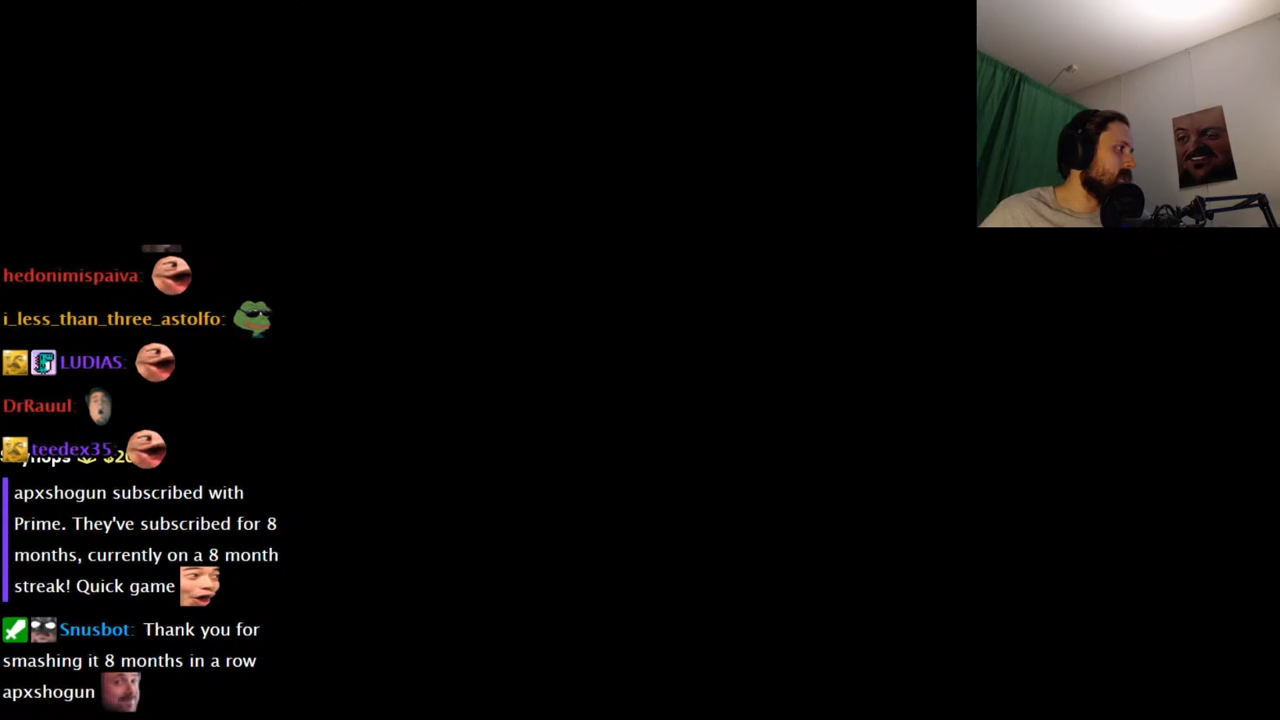 hedonimispaiva:
i_less_than_three_astolfo:
LUDIAS:
DrRauul:
teedex35:
$20
apxshogun subscribed with
Prime. They've subscribed for 8
months, currently on a 8 month
streak! Quick game
Snusbot: Thank you for
smashing it 8 months in a row
apxshogun